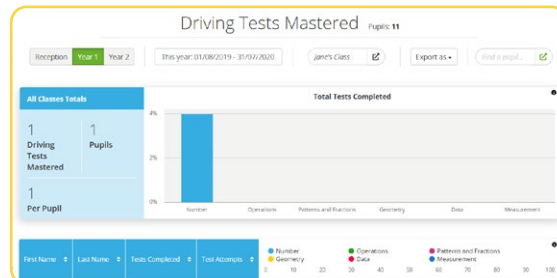 Driving Tests Mastered Pupils: 11
Reception Year 1 Year 2 This year: 01/08/2019 - 31/07/2020 Jane's Class Export as Find a pupil...
All Classes Totals
1 1
Driving Tests Mastered Pupils
1
Per Pupil
Total Tests Completed
4%
2%
0%
Number Operations Patterns and Fractions Geometry Data Measurement
First Name Last Name Tests Completed Test Attempts
Number Operations Patterns and Fractions
Geometry Data Measurement
0 10 20 30 40 50 60 70 80 90